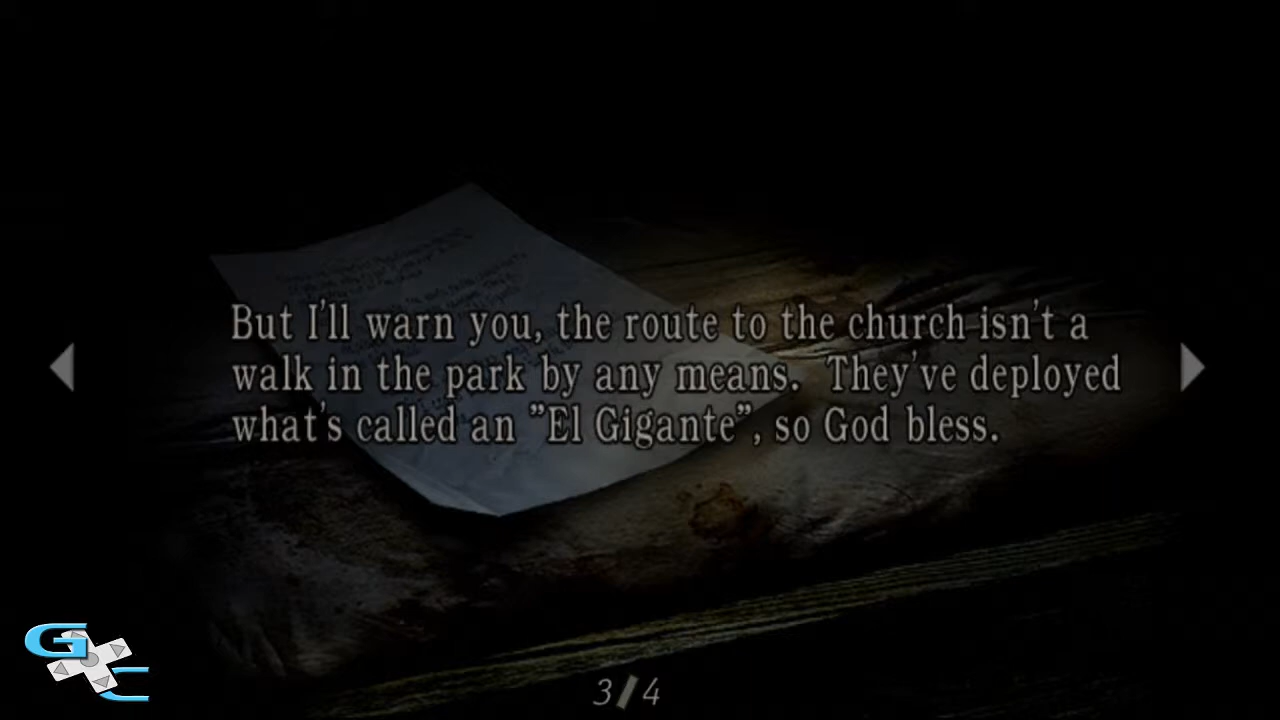 But I'll warn you, the route to the church isn't a
walk in the park by any means. They've deployed
what's called an "El Gigante", so God bless.
3/4
GC